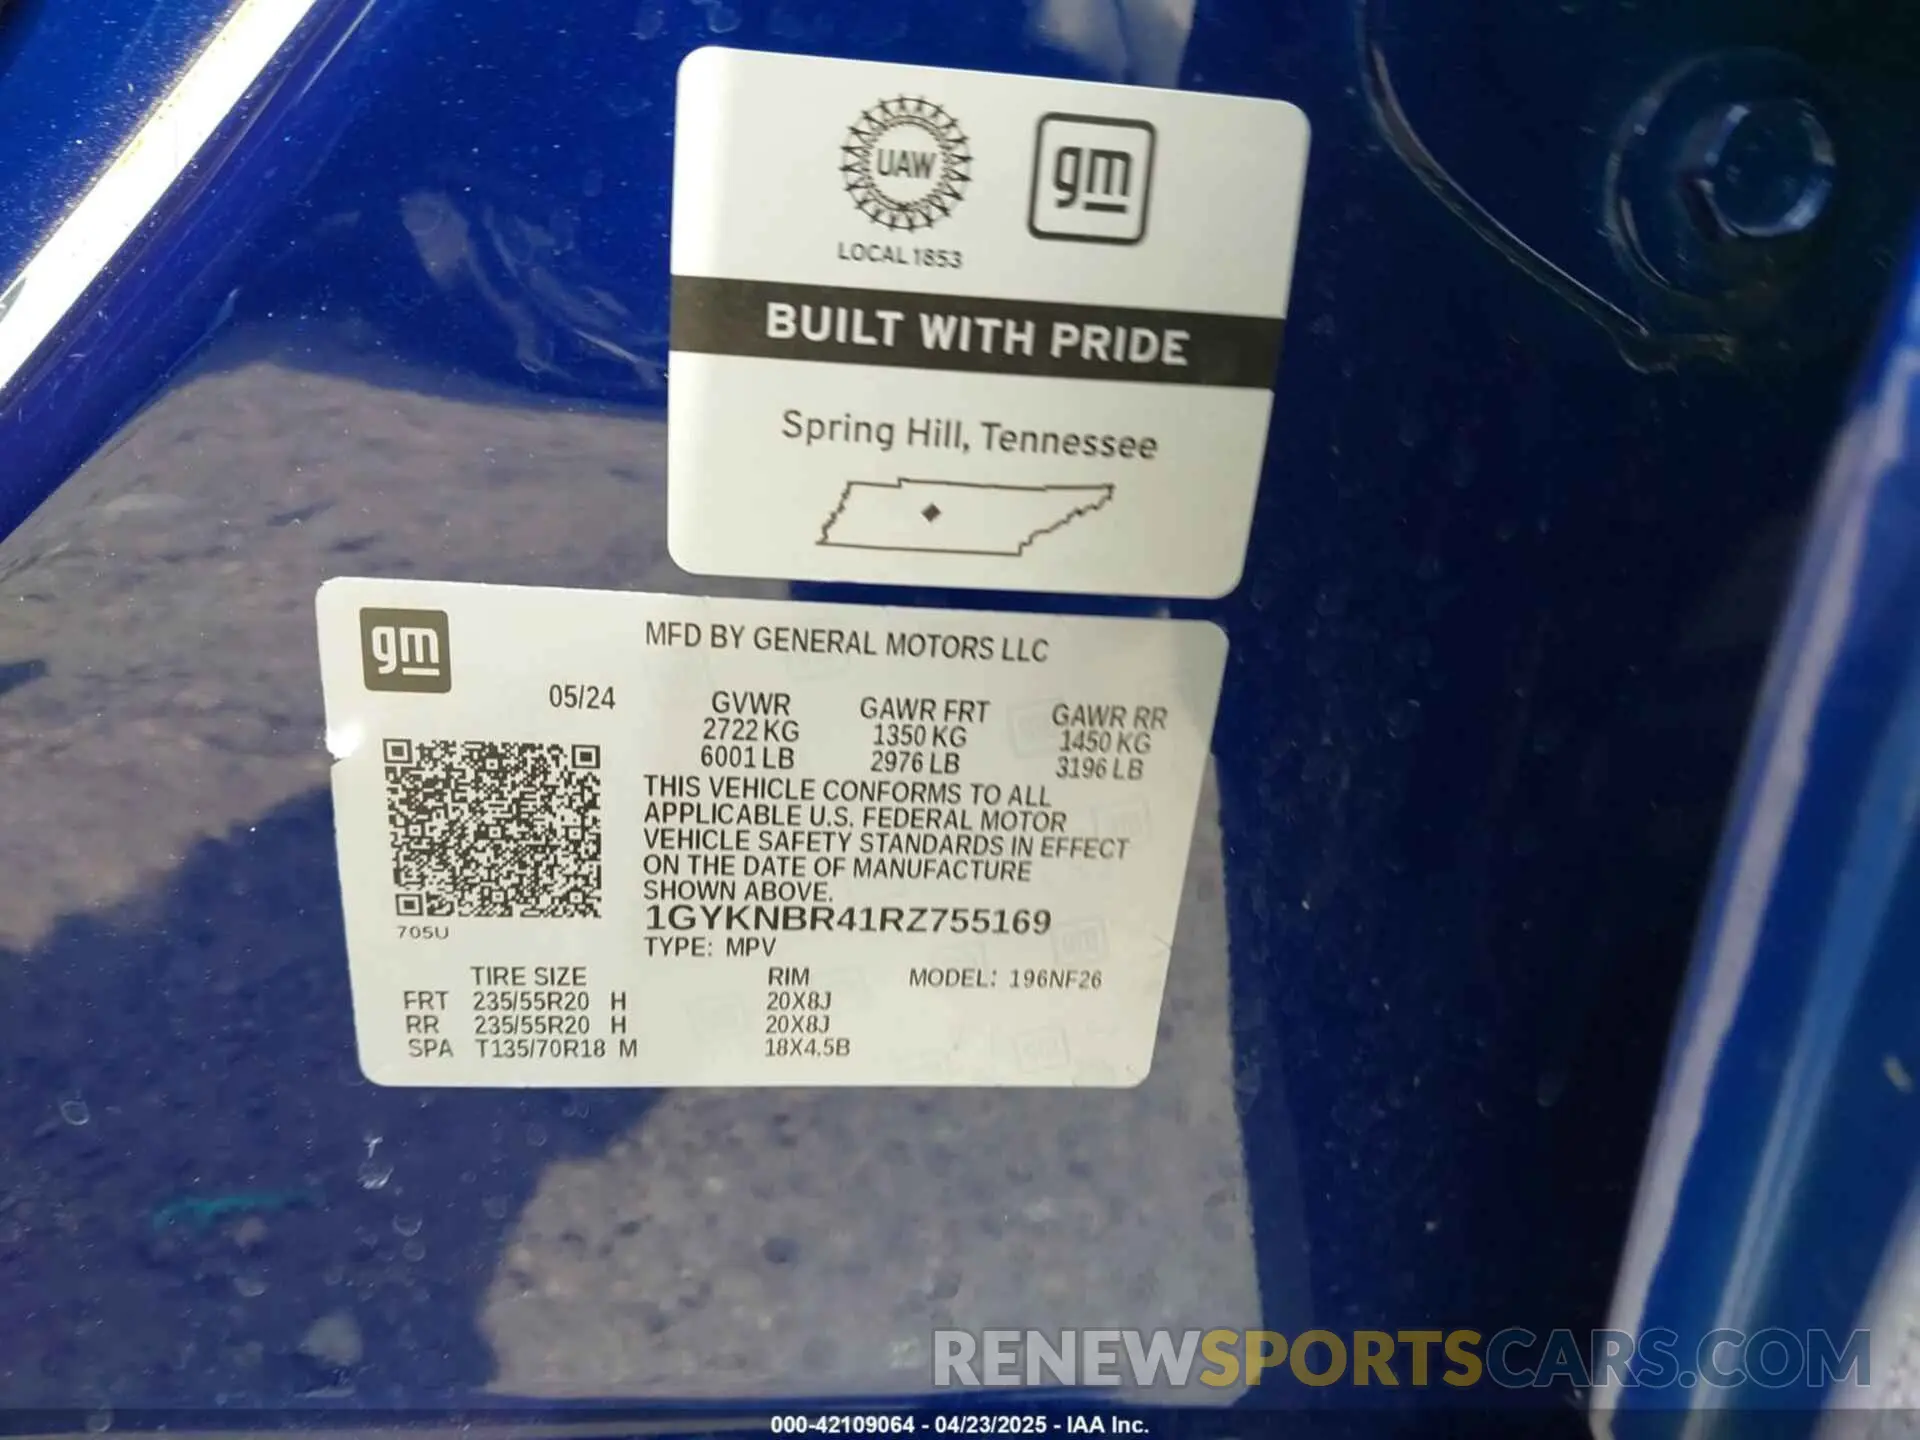 UAW
LOCAL 1853
gm
BUILT WITH PRIDE
Spring Hill, Tennessee
gm
MFD BY GENERAL MOTORS LLC
05/24
GVWR GAWR FRT GAWR RR
2722 KG 1350 KG 1450 KG
6001 LB 2976 LB 3196 LB
THIS VEHICLE CONFORMS TO ALL
APPLICABLE U.S. FEDERAL MOTOR
VEHICLE SAFETY STANDARDS IN EFFECT
ON THE DATE OF MANUFACTURE
SHOWN ABOVE.
1GYKNBR41RZ755169
705U
TYPE: MPV
TIRE SIZE RIM MODEL: 196NF26
FRT 235/55R20 H 20X8J
RR 235/55R20 H 20X8J
SPA T135/70R18 M 18X4.5B
RENEWSPORTSCARS.COM
000-42109064 - 04/23/2025 - IAA Inc.